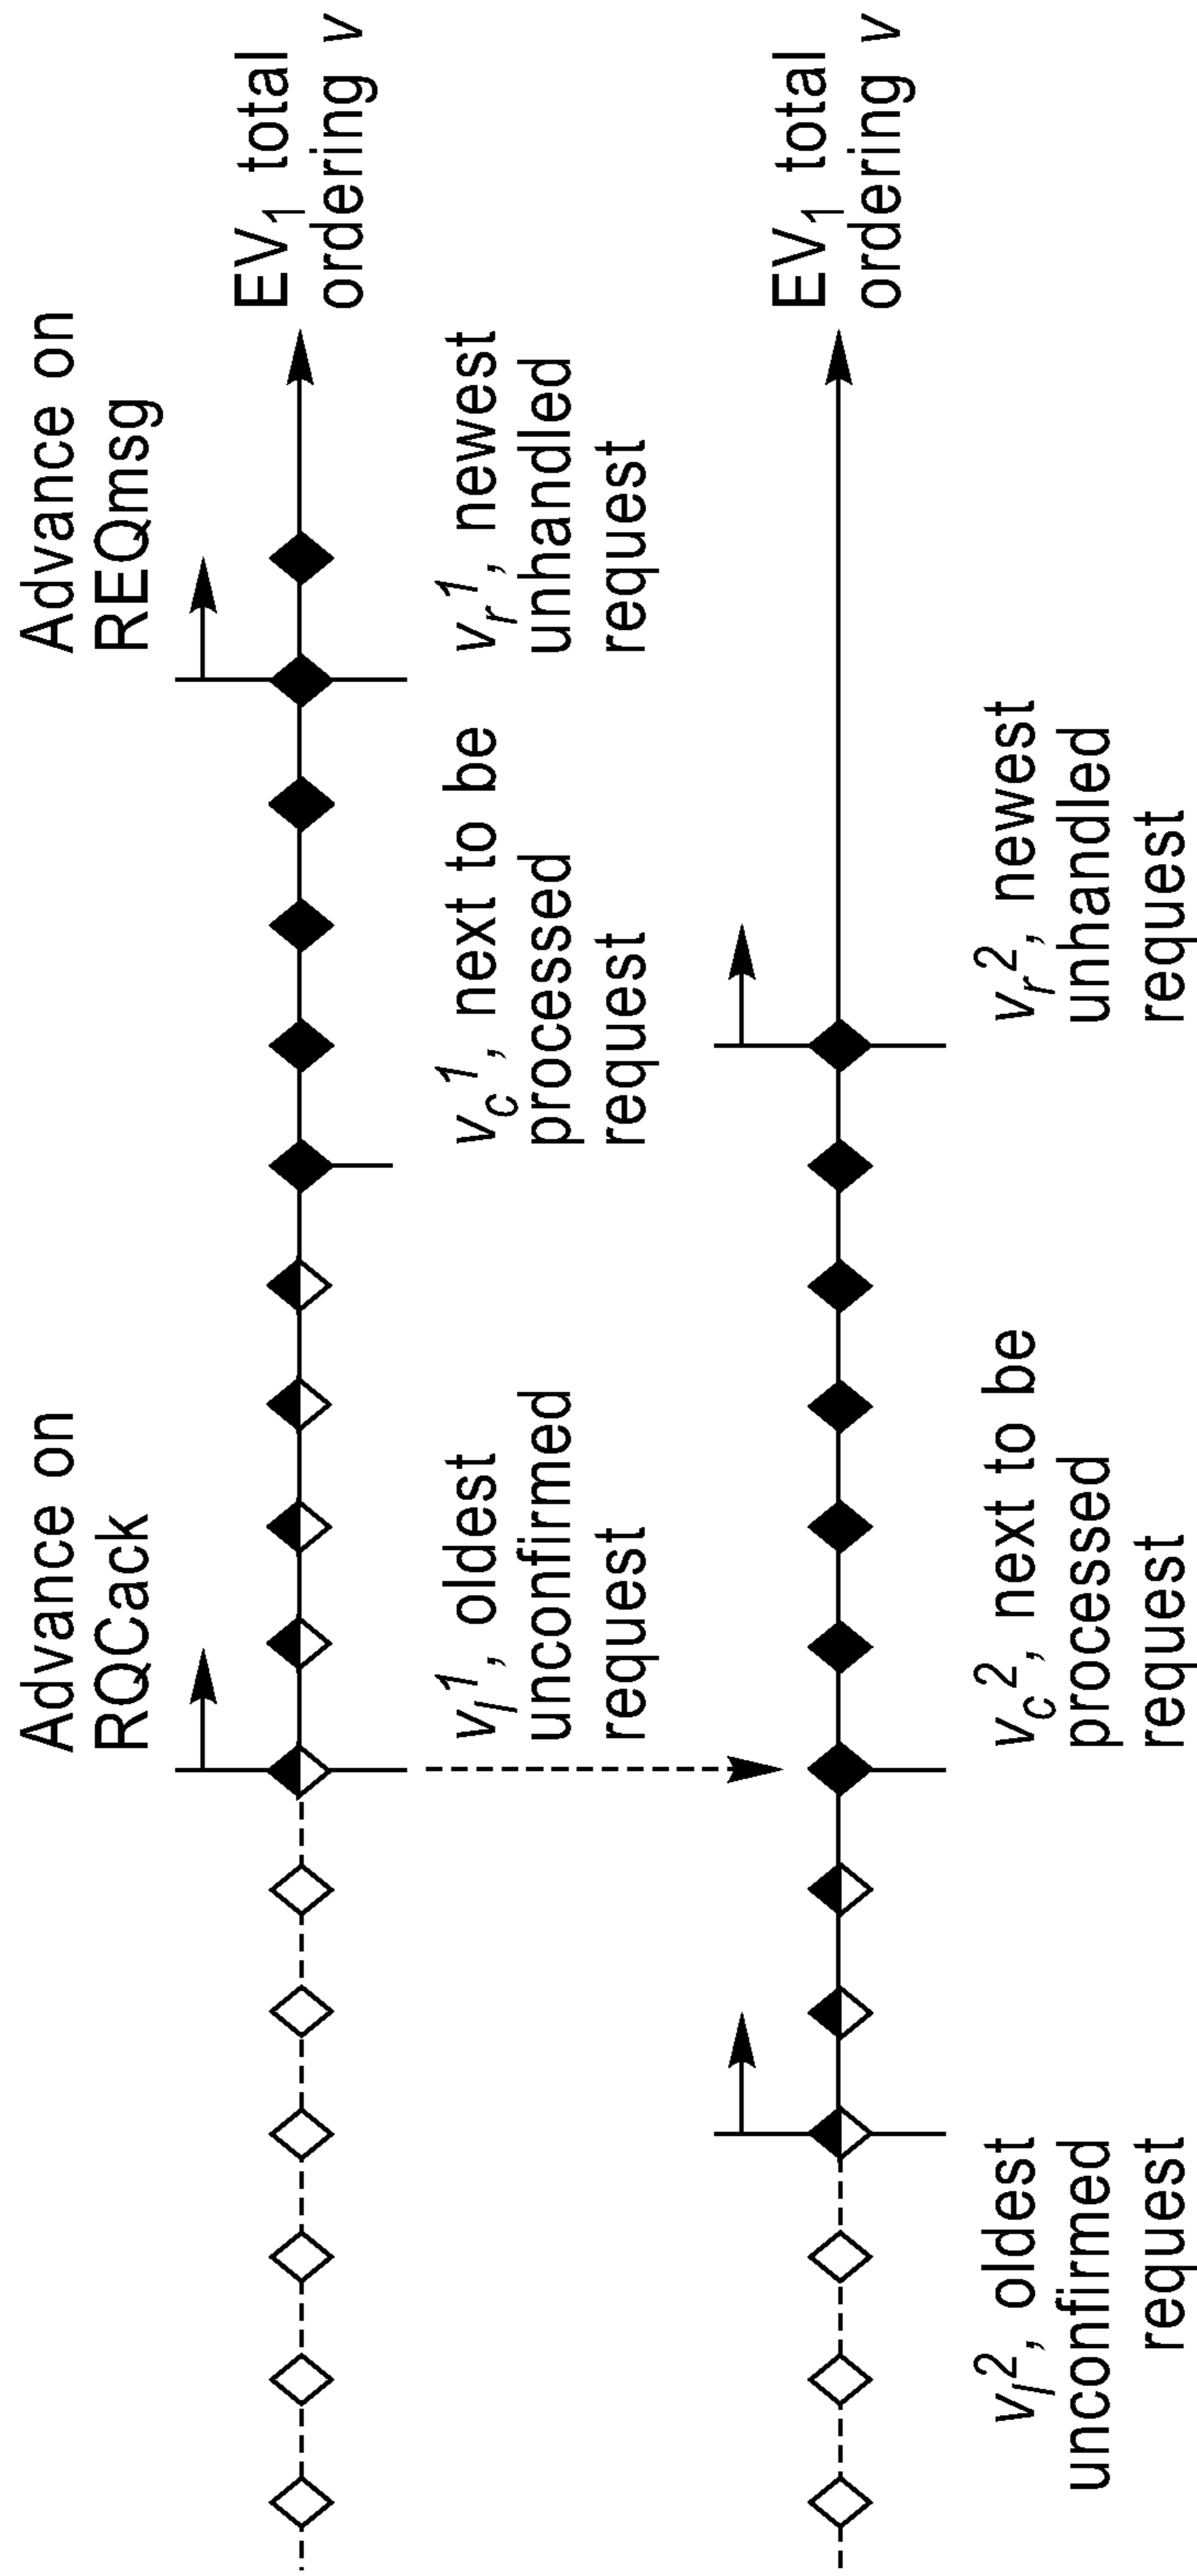 Advance on
RQCack
Advance on
REQmsg
EV₁ total
ordering v
v_l^1, oldest
unconfirmed
request
v_c^1, next to be
processed
request
v_r^1, newest
unhandled
request
EV₁ total
ordering v
v_l^2, oldest
unconfirmed
request
v_c^2, next to be
processed
request
v_r^2, newest
unhandled
request